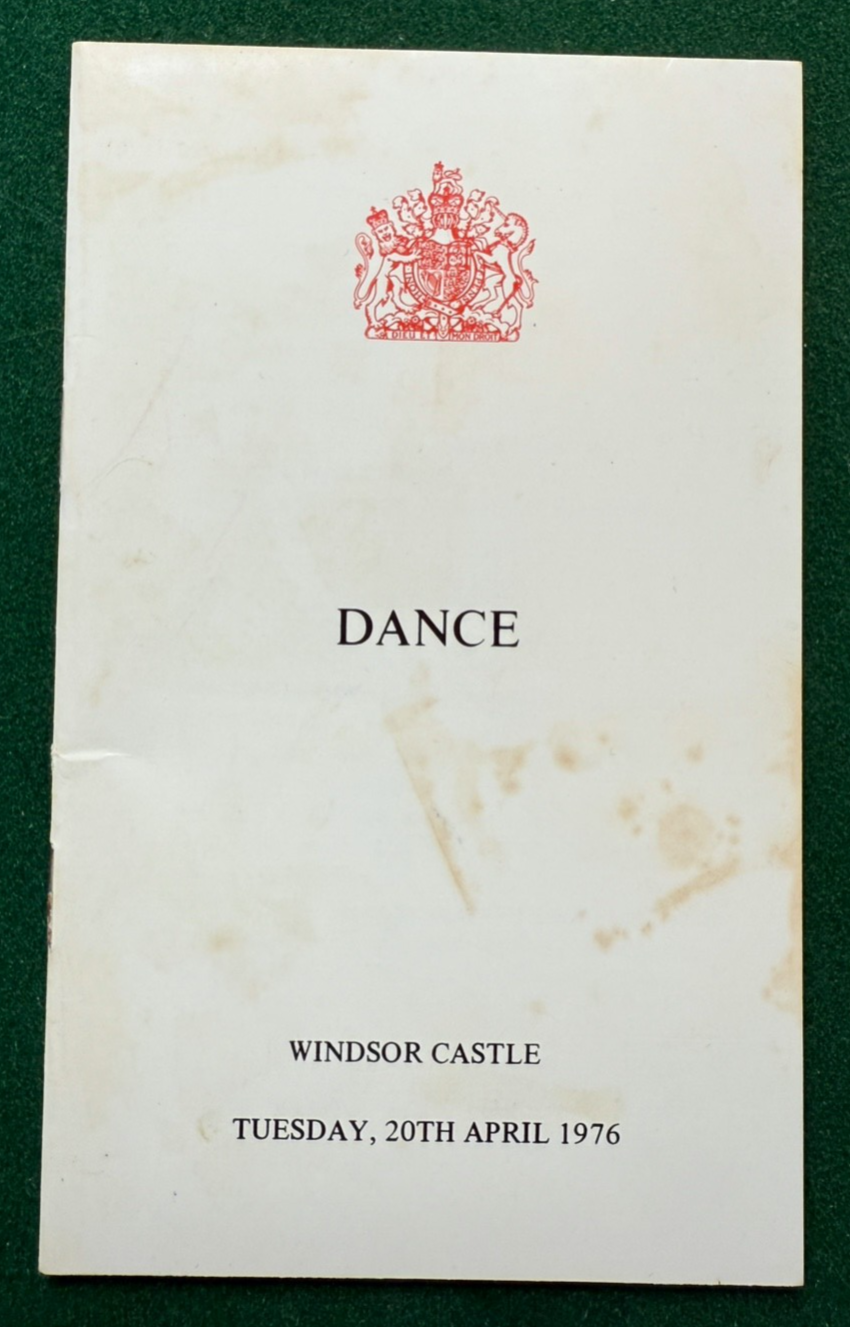 DIEU ET MON DROIT
DANCE
WINDSOR CASTLE
TUESDAY, 20TH APRIL 1976